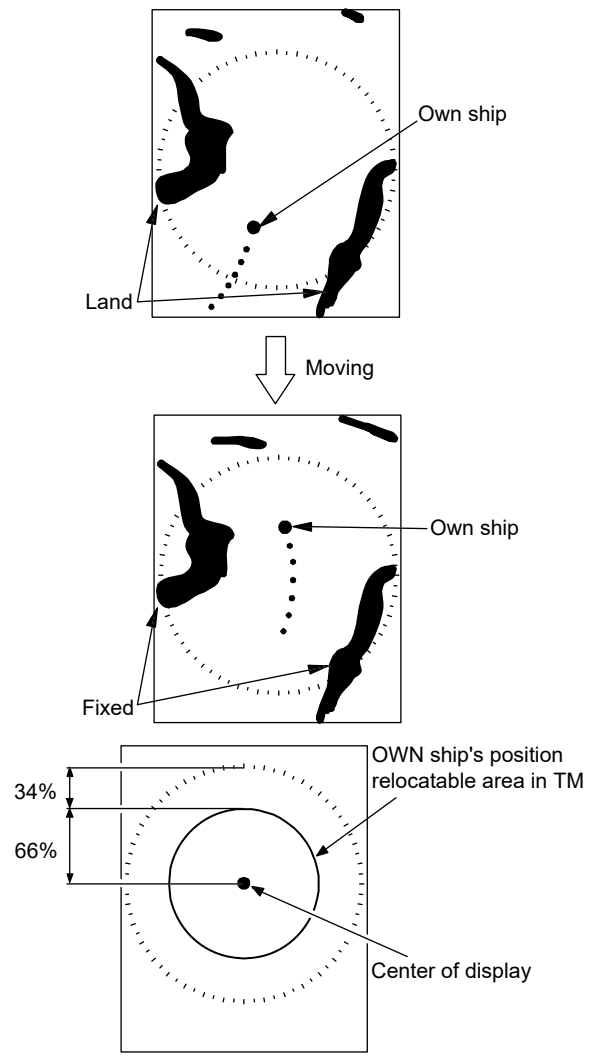 Own ship
Land
Moving
Own ship
Fixed
OWN ship's position
relocatable area in TM
34%
66%
Center of display